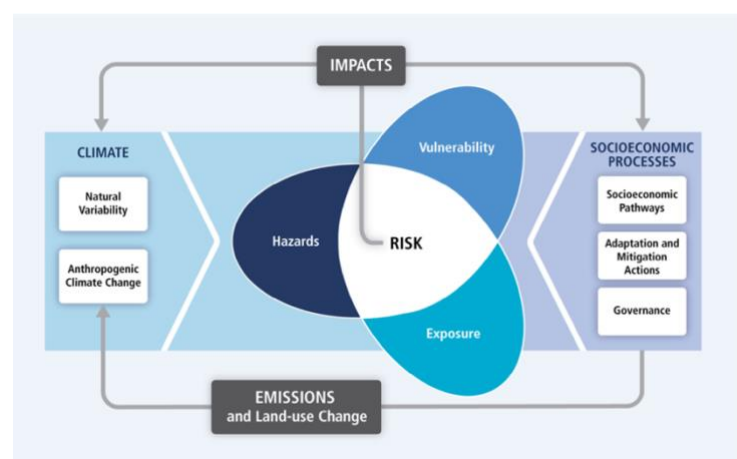 IMPACTS
CLIMATE
Natural
Variability
Anthropogenic
Climate Change
Vulnerability
Hazards
RISK
Exposure
SOCIOECONOMIC
PROCESSES
Socioeconomic
Pathways
Adaptation and
Mitigation
Actions
Governance
EMISSIONS
and Land-use Change